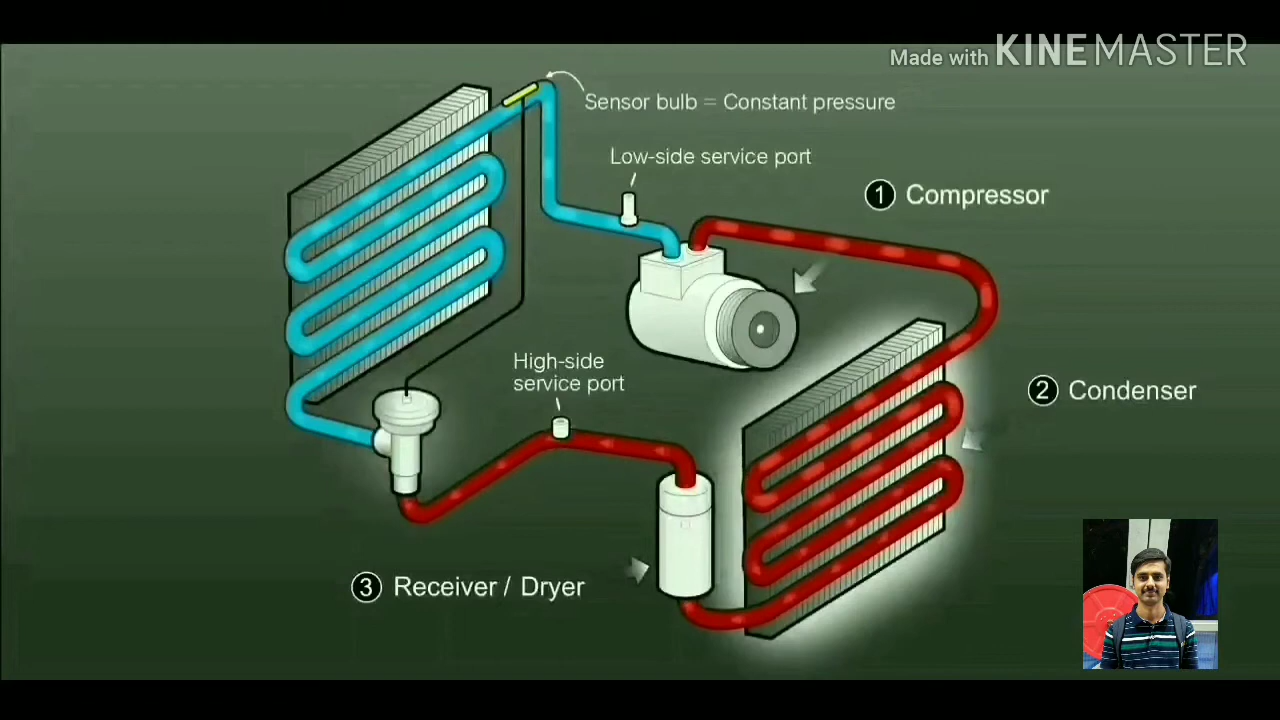 Made with KINEMASTER
Sensor bulb = Constant pressure
Low-side service port
1 Compressor
High-side
service port
2 Condenser
3 Receiver / Dryer